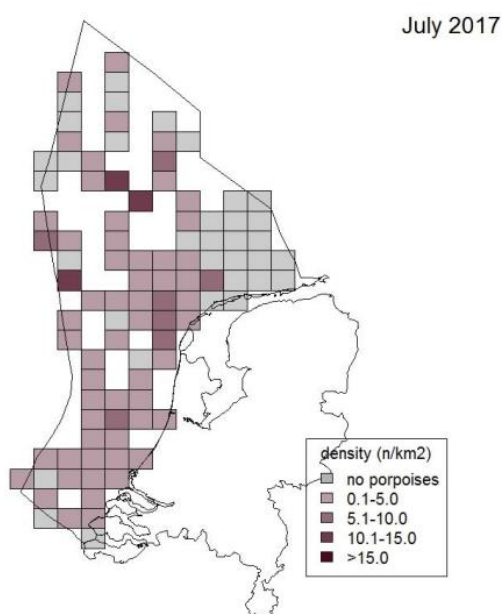 July 2017
density (n/km2)
no porpoises
0.1-5.0
5.1-10.0
10.1-15.0
>15.0